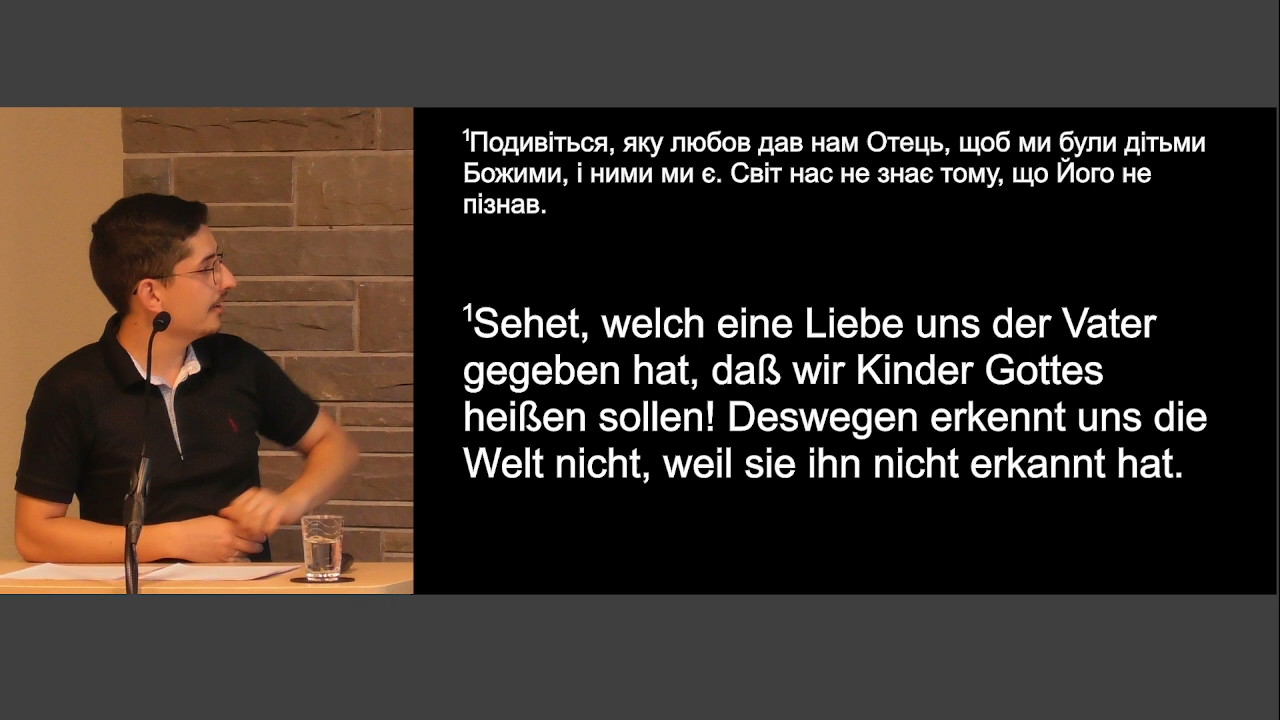 ¹Подивіться, яку любов дав нам Отець, щоб ми були дітьми
Божими, і ними ми є. Світ нас не знає тому, що Його не
пізнав.
¹Sehet, welch eine Liebe uns der Vater
gegeben hat, daß wir Kinder Gottes
heißen sollen! Deswegen erkennt uns die
Welt nicht, weil sie ihn nicht erkannt hat.